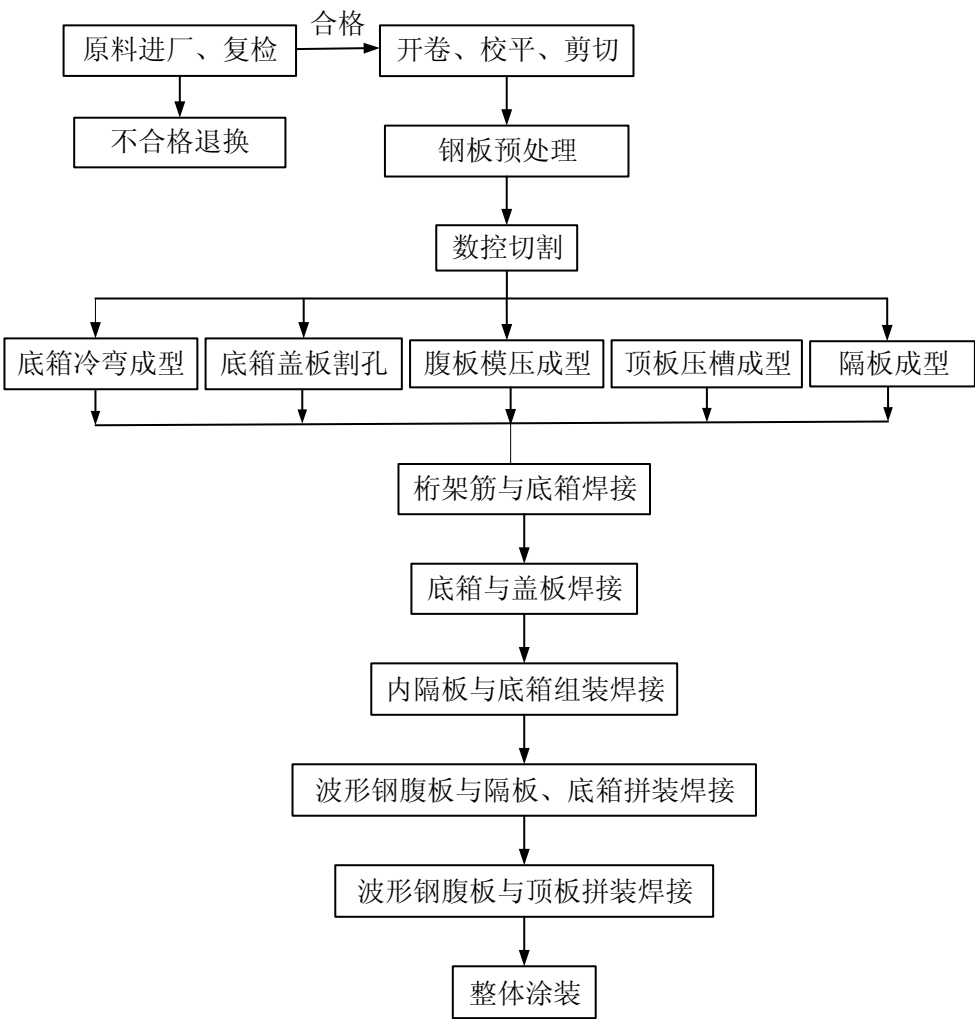 合格
原料进厂、复检
开卷、校平、剪切
不合格退换
钢板预处理
数控切割
底箱冷弯成型
底箱盖板割孔
腹板模压成型
顶板压槽成型
隔板成型
桁架筋与底箱焊接
底箱与盖板焊接
内隔板与底箱组装焊接
波形钢腹板与隔板、底箱拼装焊接
波形钢腹板与顶板拼装焊接
整体涂装